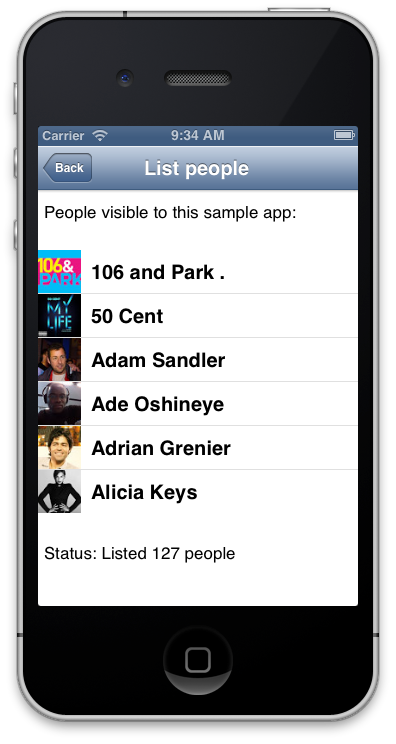 Carrier 9:34 AM
Back List people
People visible to this sample app:
106&
PARK
106 and Park .
MY
LIFE
50 Cent
Adam Sandler
Ade Oshineye
Adrian Grenier
Alicia Keys
Status: Listed 127 people